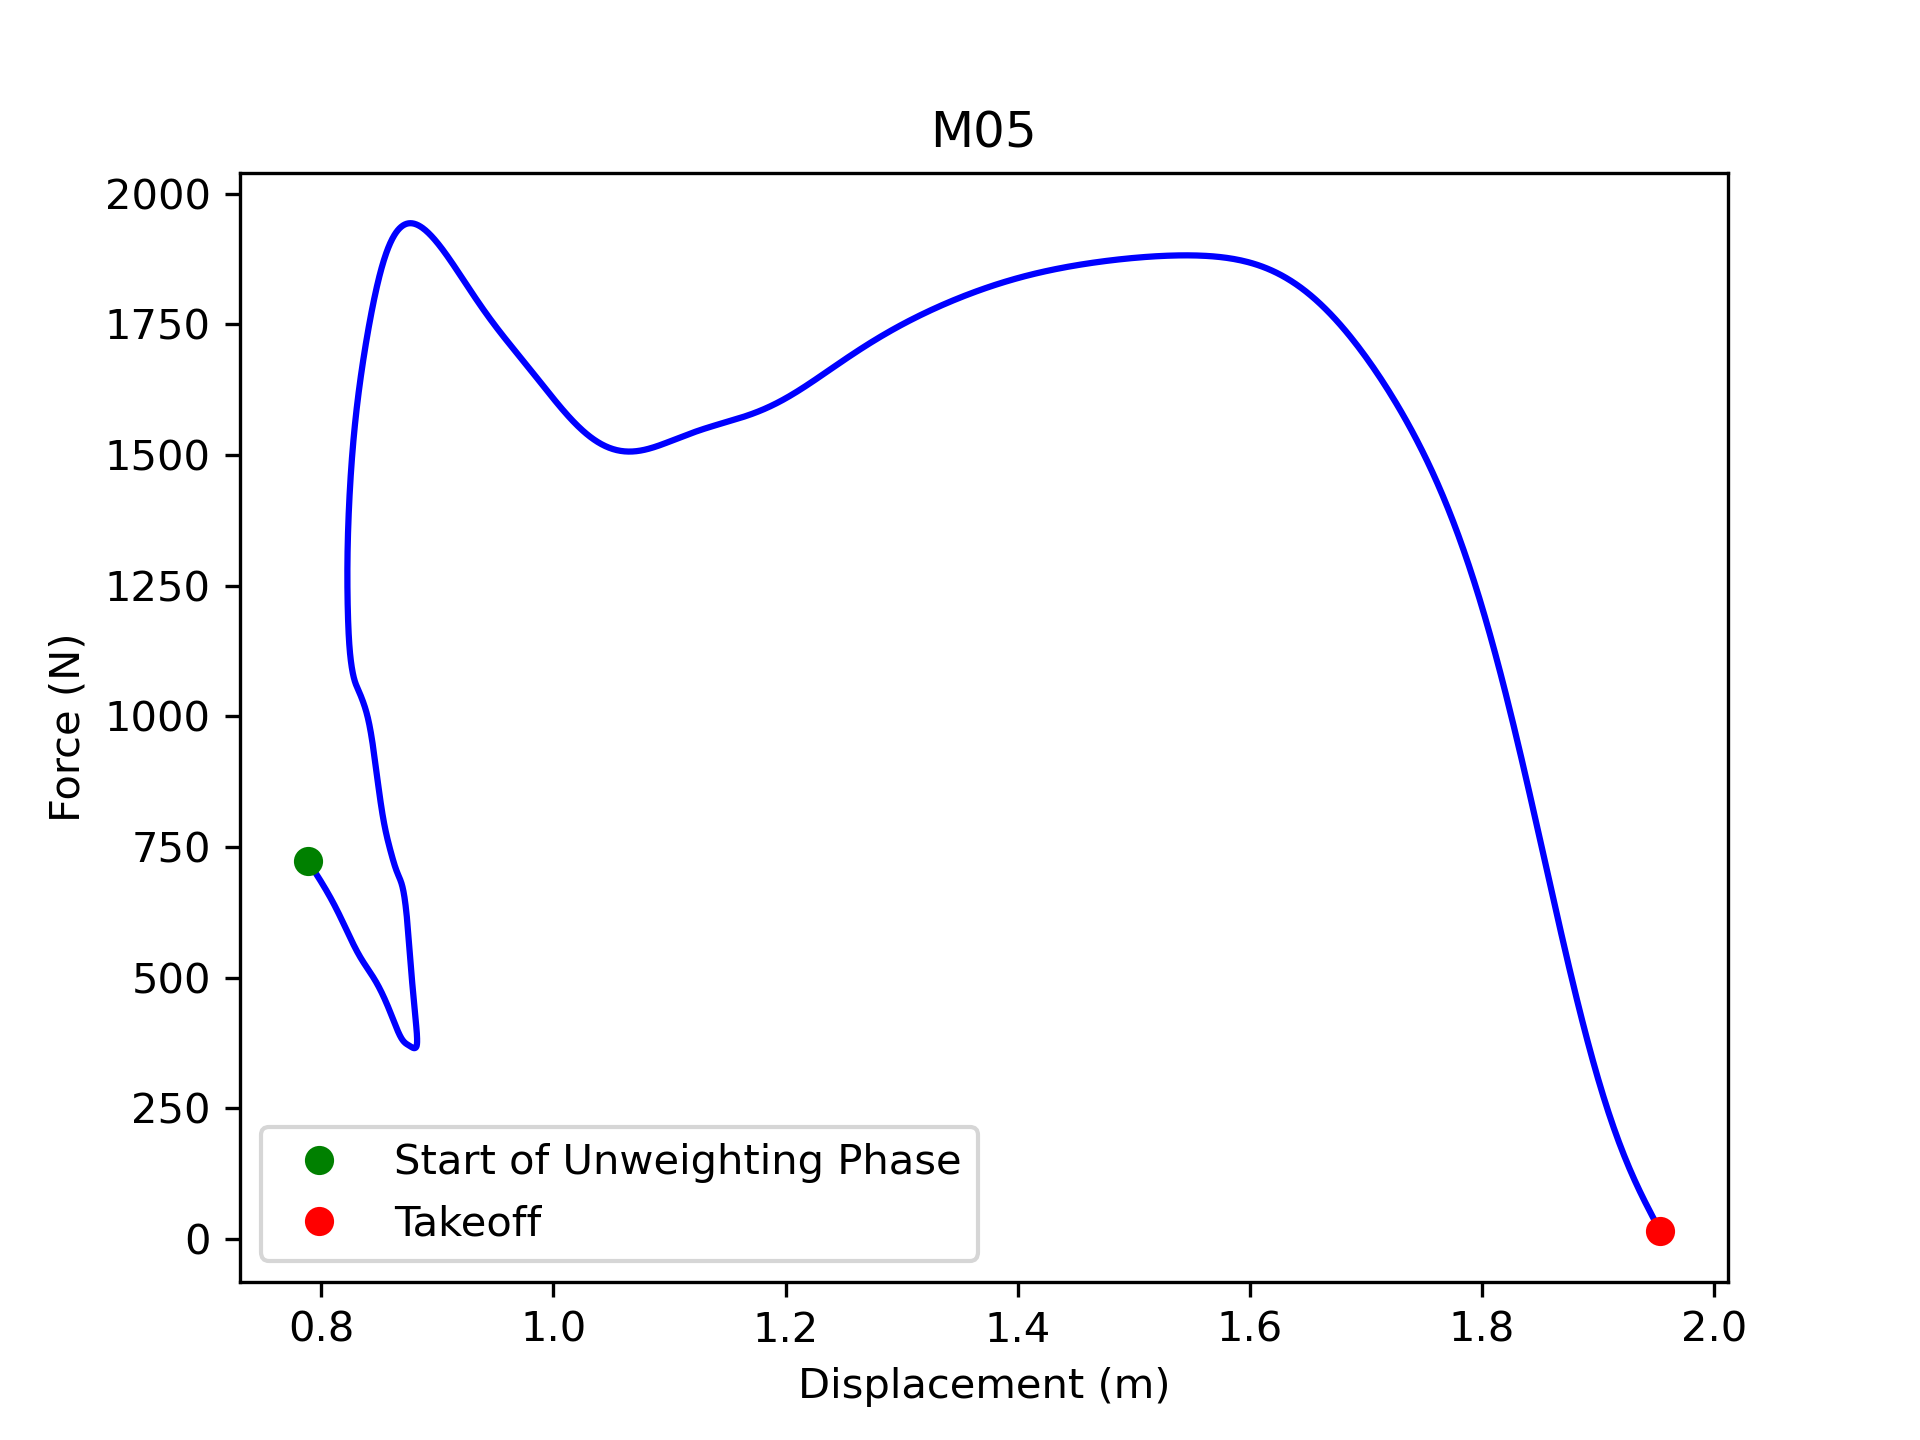 M05
2000
1750
1500
1250
1000
750
500
250
0
Force (N)
Start of Unweighting Phase
Takeoff
0.8 1.0 1.2 1.4 1.6 1.8 2.0
Displacement (m)